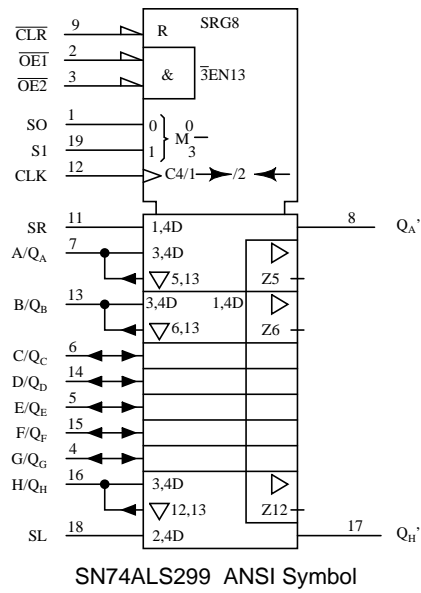 SRG8
CLR 9 R
OE1 2
& 3EN13
OE2 3
SO 1 0 M 0
S1 19 1 3
CLK 12 C4/1 /2
SR 11 1,4D 8 QA'
A/QA 7 3,4D
5,13 Z5
B/QB 13 3,4D 1,4D
6,13 Z6
C/QC 6
D/QD 14
E/QE 5
F/QF 15
G/QG 4
H/QH 16 3,4D
12,13 Z12
SL 18 2,4D 17 QH'
SN74ALS299 ANSI Symbol